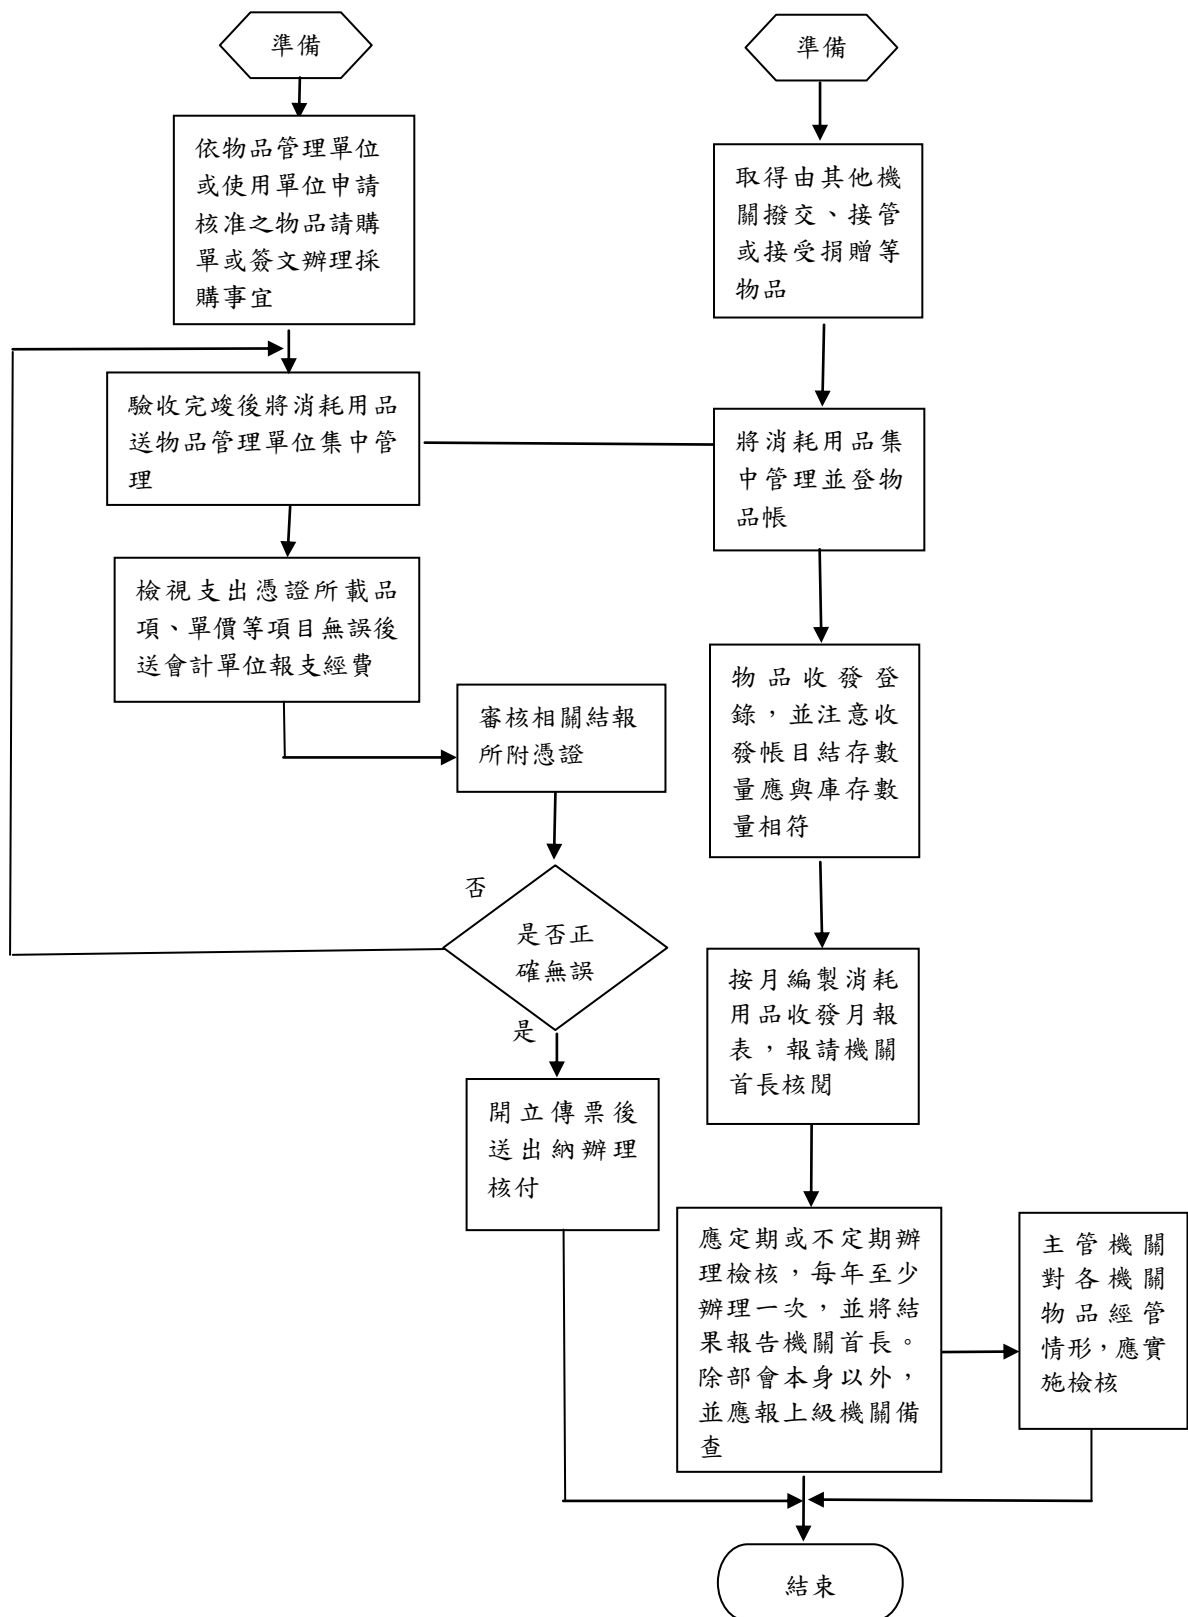 準備
依物品管理單位
或使用單位申請
核准之物品請購
單或簽文辦理採
購事宜
驗收完竣後將消耗用品
送物品管理單位集中管
理
檢視支出憑證所載品
項、單價等項目無誤後
送會計單位報支經費
審核相關結報
所附憑證
否
是否正
確無誤
是
開立傳票後
送出納辦理
核付
準備
取得由其他機
關撥交、接管
或接受捐贈等
物品
將消耗用品集
中管理並登物
品帳
物品收發登
錄，並注意收
發帳目結存數
量應與庫存數
量相符
按月編製消耗
用品收發月報
表，報請機關
首長核閱
應定期或不定期辦
理檢核，每年至少
辦理一次，並將結
果報告機關首長。
除部會本身以外，
並應報上級機關備
查
主管機關
對各機關
物品經管
情形，應實
施檢核
結束